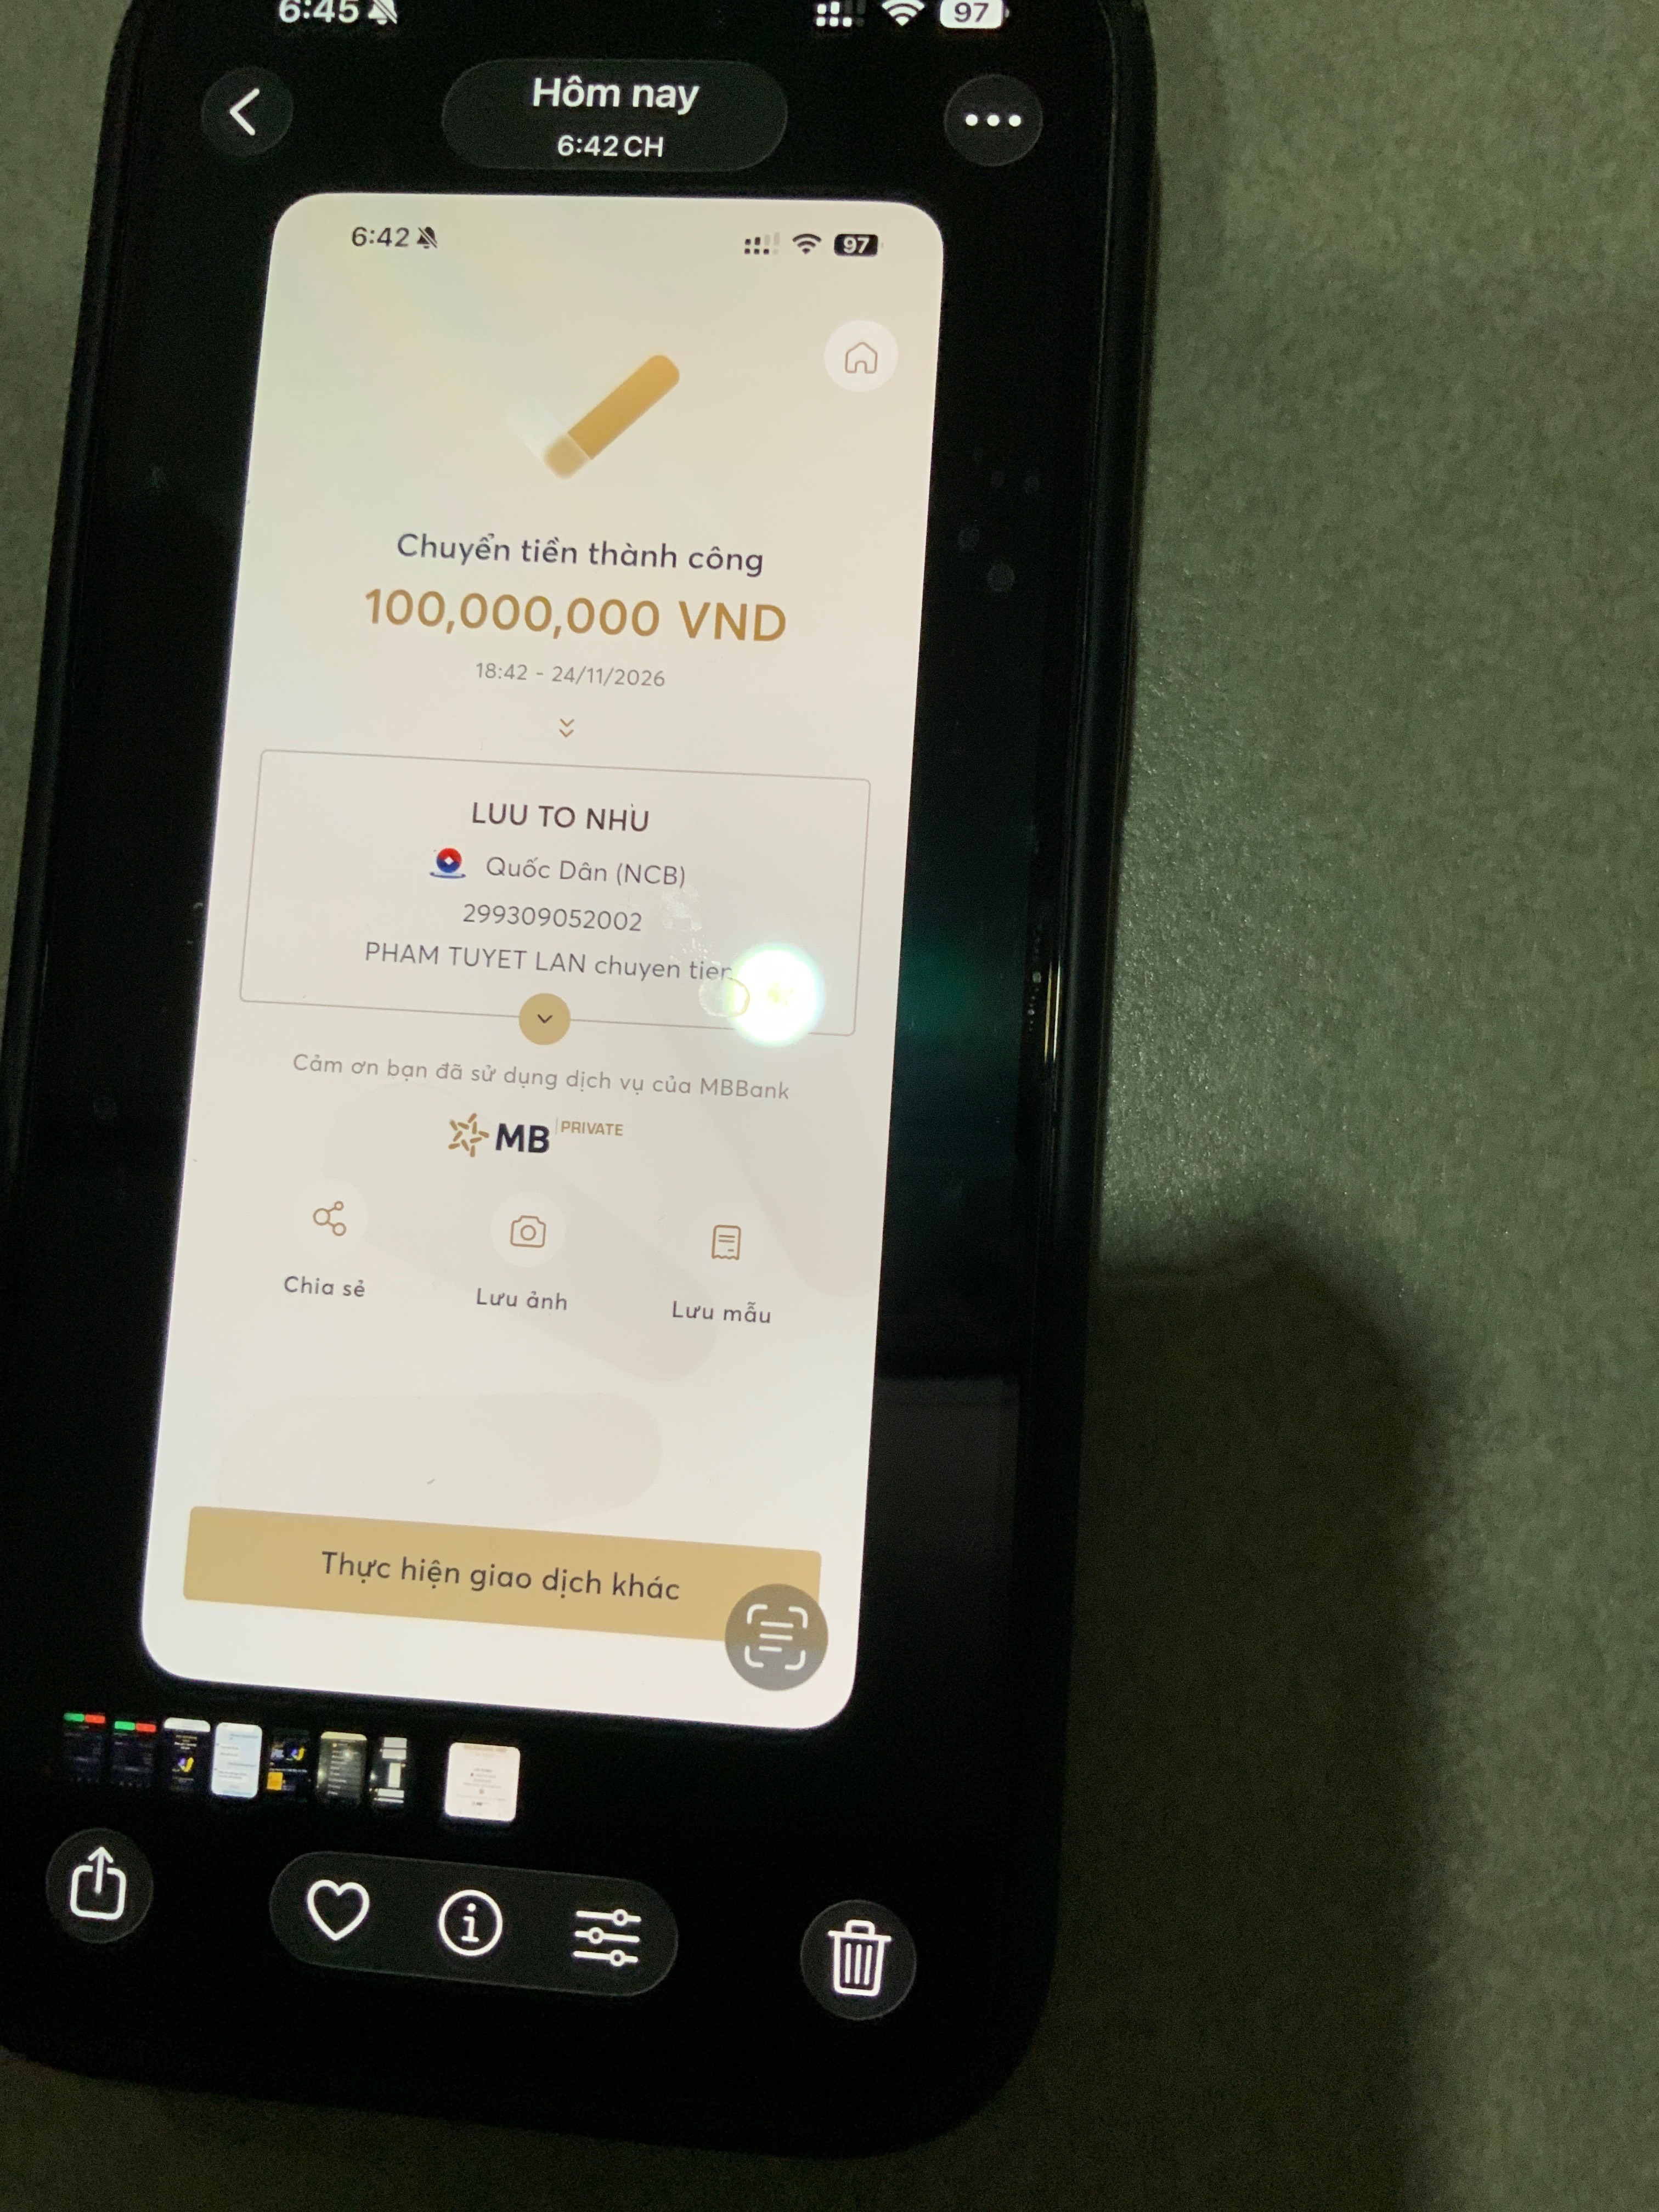 6:45
97
Hôm nay
6:42 CH
6:42
97
Chuyển tiền thành công
100,000,000 VND
18:42 - 24/11/2026
LUU TO NHU
Quốc Dân (NCB)
299309052002
PHAM TUYET LAN chuyen tien
Cảm ơn bạn đã sử dụng dịch vụ của MBBank
MB PRIVATE
Chia sẻ
Lưu ảnh
Lưu mẫu
Thực hiện giao dịch khác